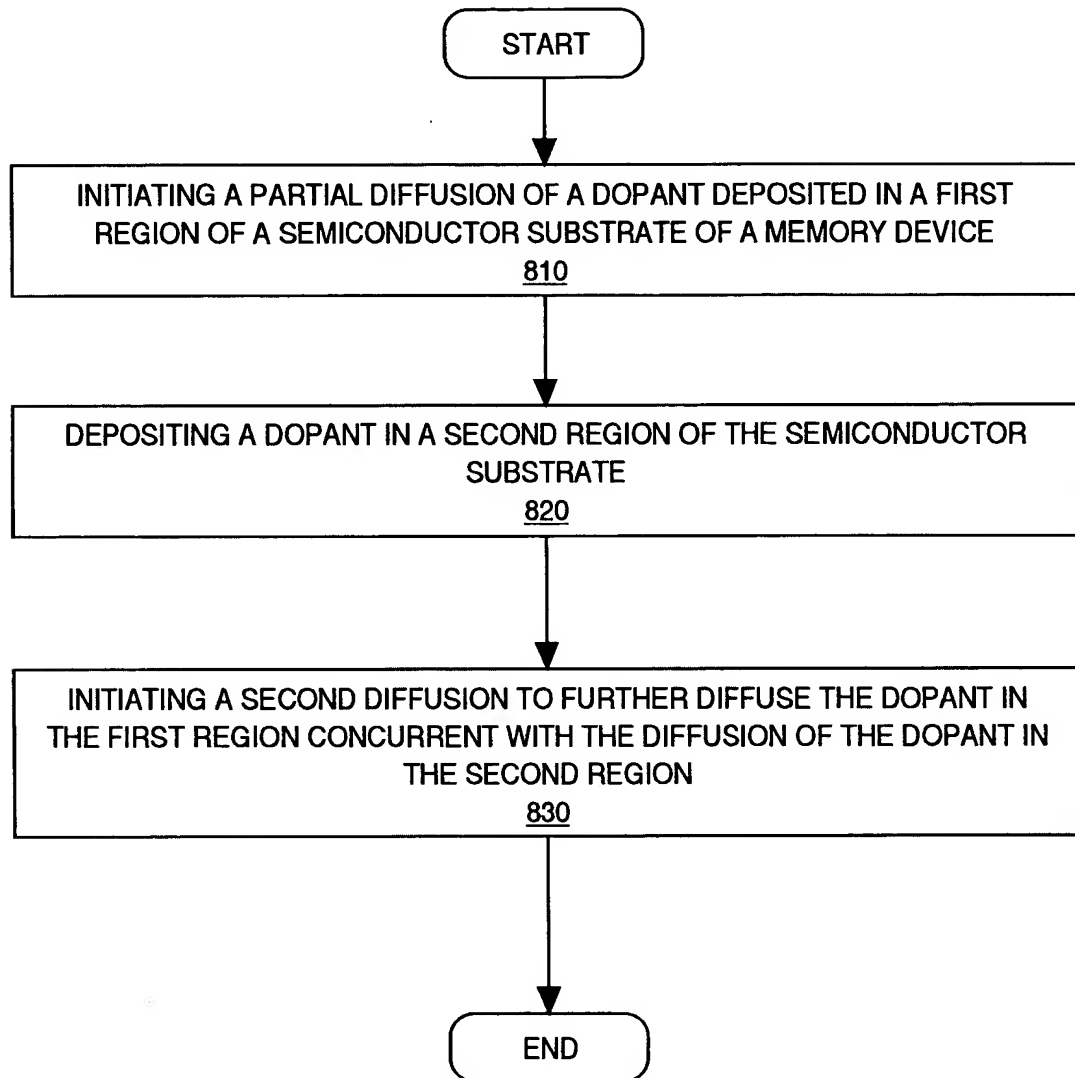 START
INITIATING A PARTIAL DIFFUSION OF A DOPANT DEPOSITED IN A FIRST
REGION OF A SEMICONDUCTOR SUBSTRATE OF A MEMORY DEVICE
810
DEPOSITING A DOPANT IN A SECOND REGION OF THE SEMICONDUCTOR
SUBSTRATE
820
INITIATING A SECOND DIFFUSION TO FURTHER DIFFUSE THE DOPANT IN
THE FIRST REGION CONCURRENT WITH THE DIFFUSION OF THE DOPANT IN
THE SECOND REGION
830
END